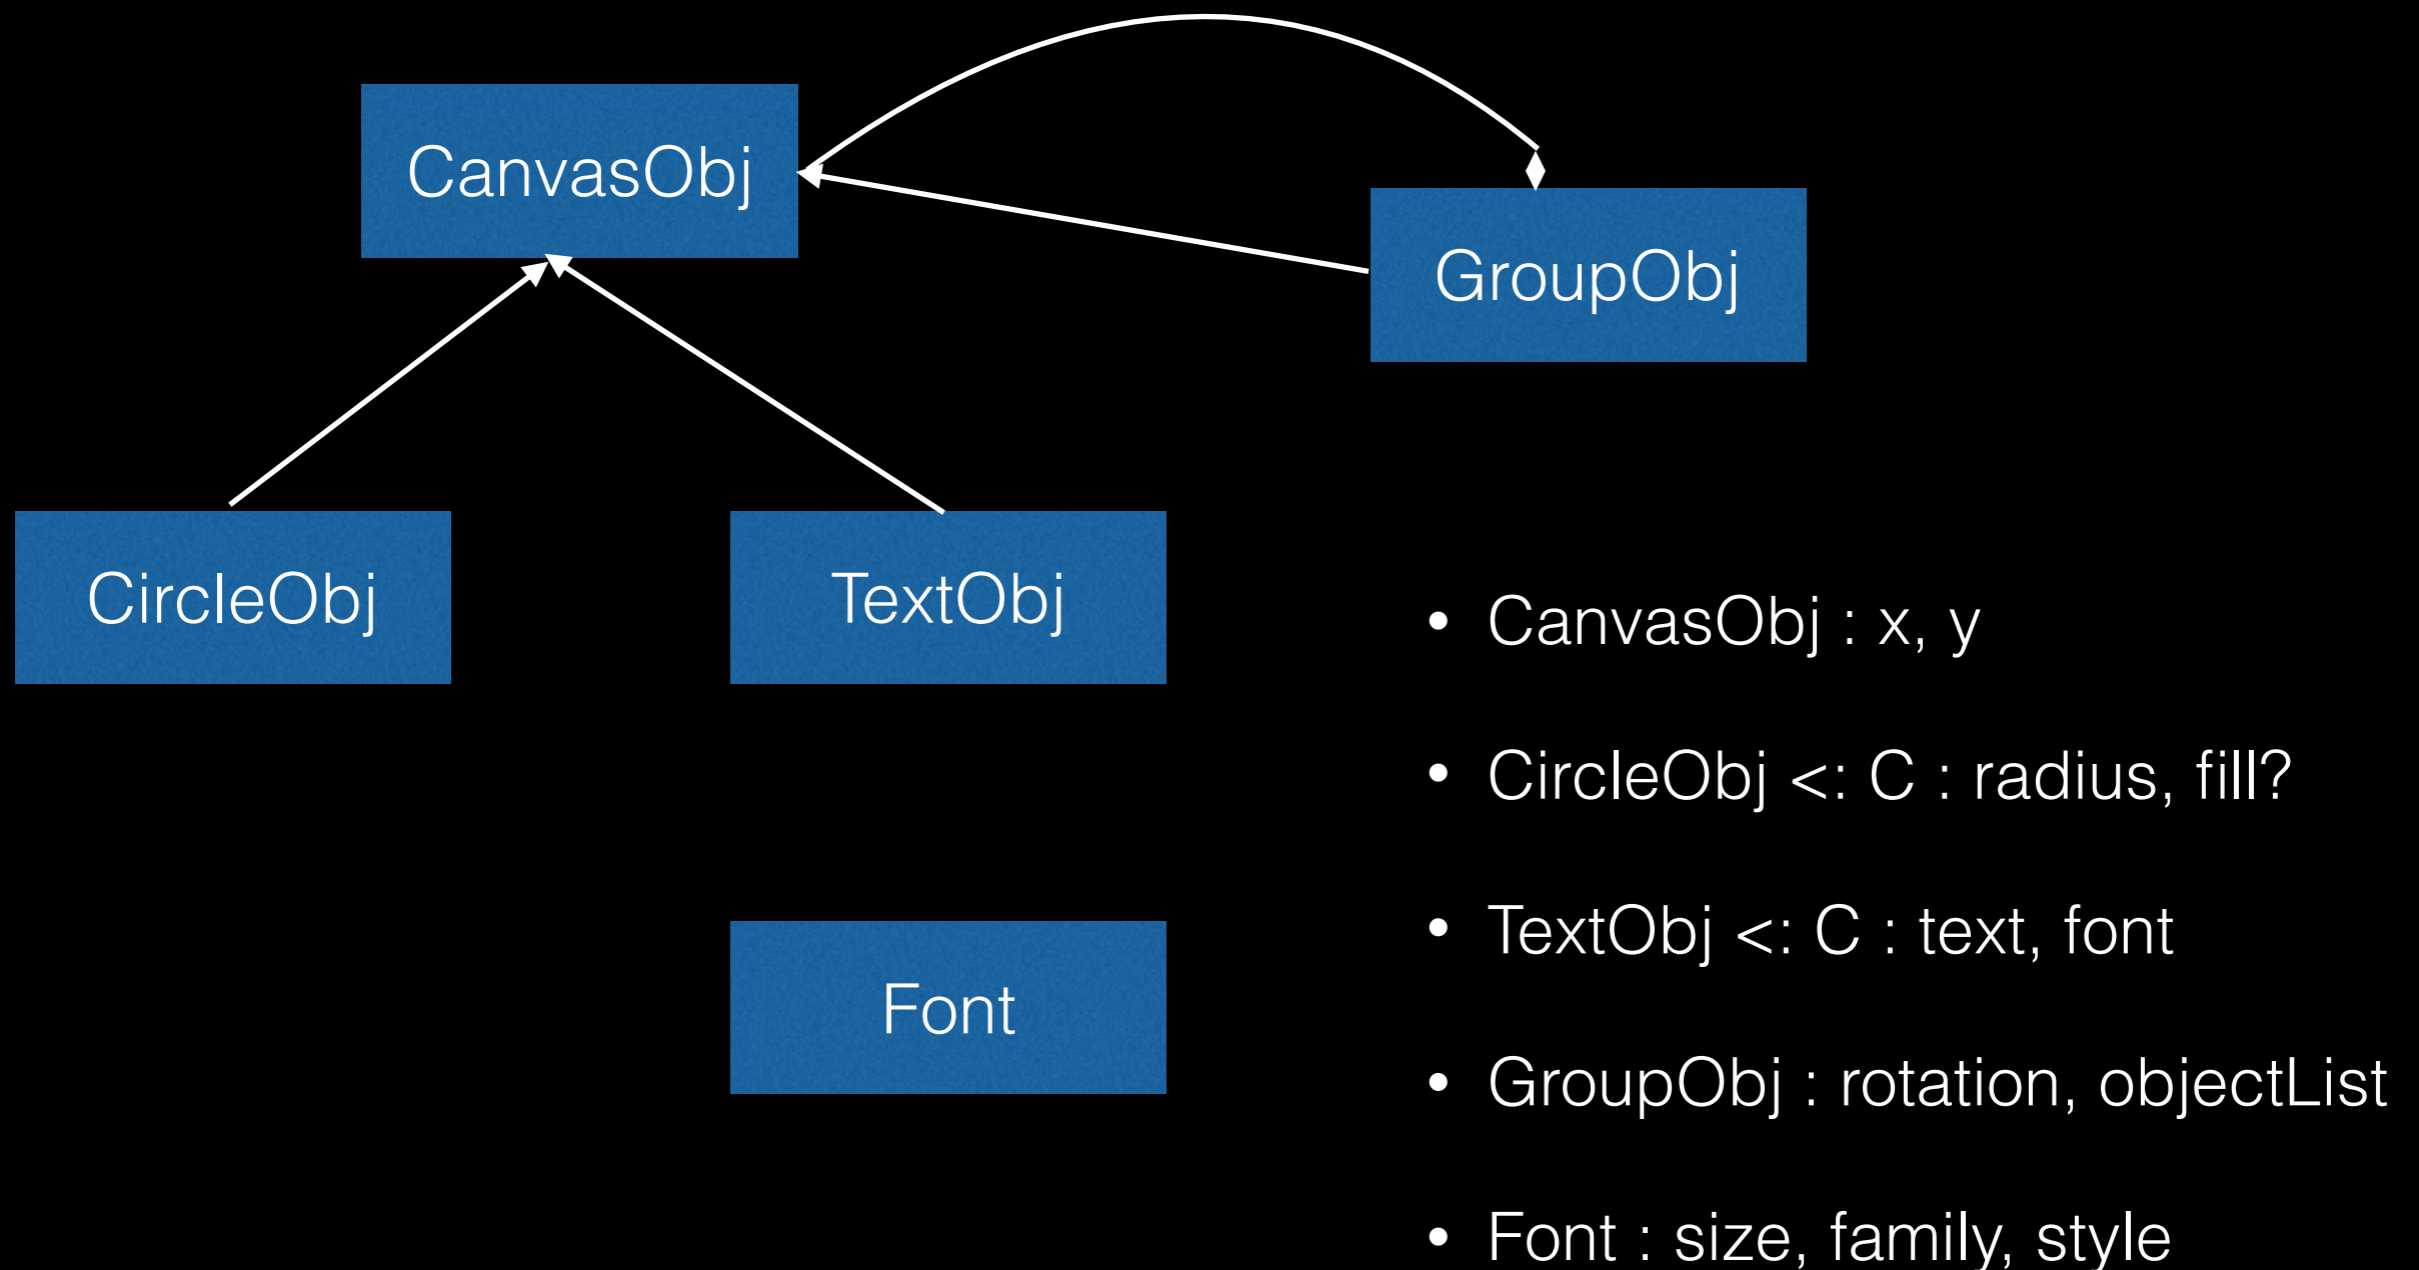 CanvasObj
GroupObj
CircleObj
TextObj
Font
• CanvasObj : x, y
• CircleObj <: C : radius, fill?
• TextObj <: C : text, font
• GroupObj : rotation, objectList
• Font : size, family, style